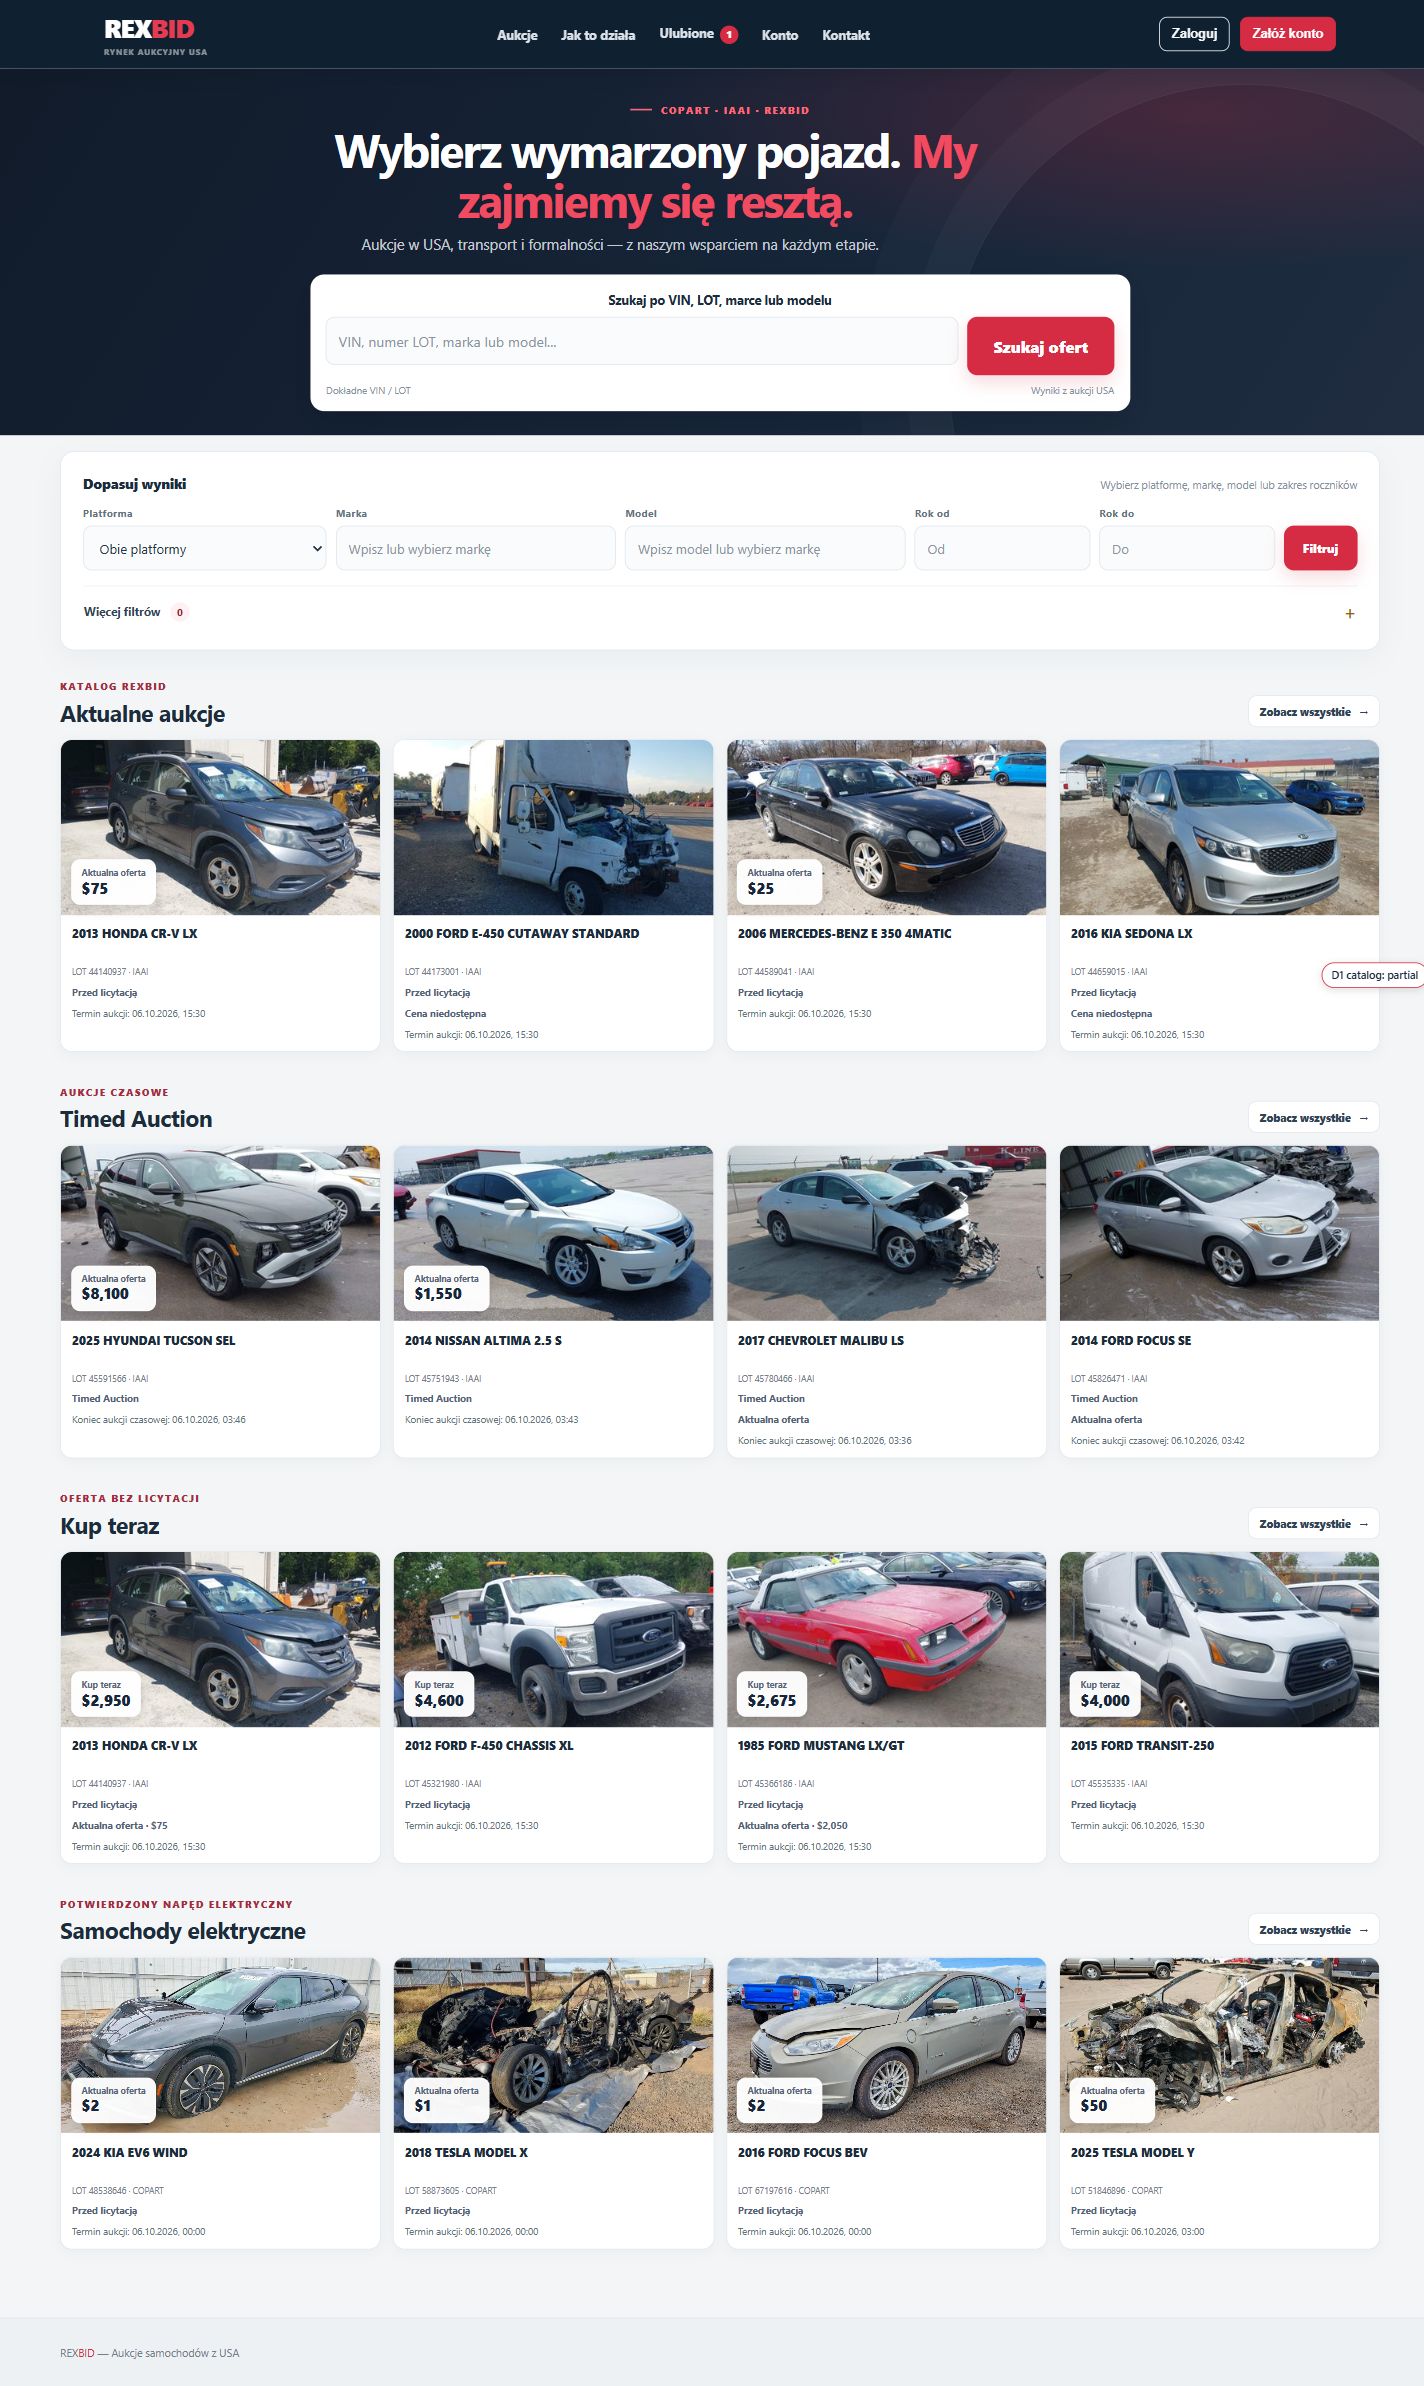 REXBID
RYNEK AUKCYJNY USA
Aukcje
Jak to działa
Ulubione 1
Konto
Kontakt
Zaloguj
Załóż konto
COPART · IAAI · REXBID
Wybierz wymarzony pojazd. My
zajmiemy się resztą.
Aukcje w USA, transport i formalności — z naszym wsparciem na każdym etapie.
Szukaj po VIN, LOT, marce lub modelu
VIN, numer LOT, marka lub model...
Szukaj ofert
Dokładne VIN / LOT
Wyniki z aukcji USA
Dopasuj wyniki
Wybierz platformę, markę, model lub zakres roczników
Platforma
Marka
Model
Rok od
Rok do
Obie platformy
Wpisz lub wybierz markę
Wpisz model lub wybierz markę
Od
Do
Filtruj
Więcej filtrów 0
+
KATALOG REXBID
Aktualne aukcje
Zobacz wszystkie →
Aktualna oferta
$75
2013 HONDA CR-V LX
LOT 44140937 · IAAI
Przed licytacją
Termin aukcji: 06.10.2026, 15:30
2000 FORD E-450 CUTAWAY STANDARD
LOT 44173001 · IAAI
Przed licytacją
Cena niedostępna
Termin aukcji: 06.10.2026, 15:30
Aktualna oferta
$25
2006 MERCEDES-BENZ E 350 4MATIC
LOT 44589041 · IAAI
Przed licytacją
Termin aukcji: 06.10.2026, 15:30
2016 KIA SEDONA LX
LOT 44659015 · IAAI
Przed licytacją
Cena niedostępna
Termin aukcji: 06.10.2026, 15:30
D1 catalog: partial
AUKCJE CZASOWE
Timed Auction
Zobacz wszystkie →
Aktualna oferta
$8,100
2025 HYUNDAI TUCSON SEL
LOT 45591566 · IAAI
Timed Auction
Koniec aukcji czasowej: 06.10.2026, 03:46
Aktualna oferta
$1,550
2014 NISSAN ALTIMA 2.5 S
LOT 45751943 · IAAI
Timed Auction
Koniec aukcji czasowej: 06.10.2026, 03:43
2017 CHEVROLET MALIBU LS
LOT 45780466 · IAAI
Timed Auction
Aktualna oferta
Koniec aukcji czasowej: 06.10.2026, 03:36
2014 FORD FOCUS SE
LOT 45826471 · IAAI
Timed Auction
Aktualna oferta
Koniec aukcji czasowej: 06.10.2026, 03:42
OFERTA BEZ LICYTACJI
Kup teraz
Zobacz wszystkie →
Kup teraz
$2,950
2013 HONDA CR-V LX
LOT 44140937 · IAAI
Przed licytacją
Aktualna oferta · $75
Termin aukcji: 06.10.2026, 15:30
Kup teraz
$4,600
2012 FORD F-450 CHASSIS XL
LOT 45321980 · IAAI
Przed licytacją
Termin aukcji: 06.10.2026, 15:30
Kup teraz
$2,675
1985 FORD MUSTANG LX/GT
LOT 45366186 · IAAI
Przed licytacją
Aktualna oferta · $2,050
Termin aukcji: 06.10.2026, 15:30
Kup teraz
$4,000
2015 FORD TRANSIT-250
LOT 45535335 · IAAI
Przed licytacją
Termin aukcji: 06.10.2026, 15:30
POTWIERDZONY NAPĘD ELEKTRYCZNY
Samochody elektryczne
Zobacz wszystkie →
Aktualna oferta
$2
2024 KIA EV6 WIND
LOT 48538646 · COPART
Przed licytacją
Termin aukcji: 06.10.2026, 00:00
Aktualna oferta
$1
2018 TESLA MODEL X
LOT 58873605 · COPART
Przed licytacją
Termin aukcji: 06.10.2026, 00:00
Aktualna oferta
$2
2016 FORD FOCUS BEV
LOT 67197616 · COPART
Przed licytacją
Termin aukcji: 06.10.2026, 00:00
Aktualna oferta
$50
2025 TESLA MODEL Y
LOT 51846896 · COPART
Przed licytacją
Termin aukcji: 06.10.2026, 03:00
REXBID — Aukcje samochodów z USA